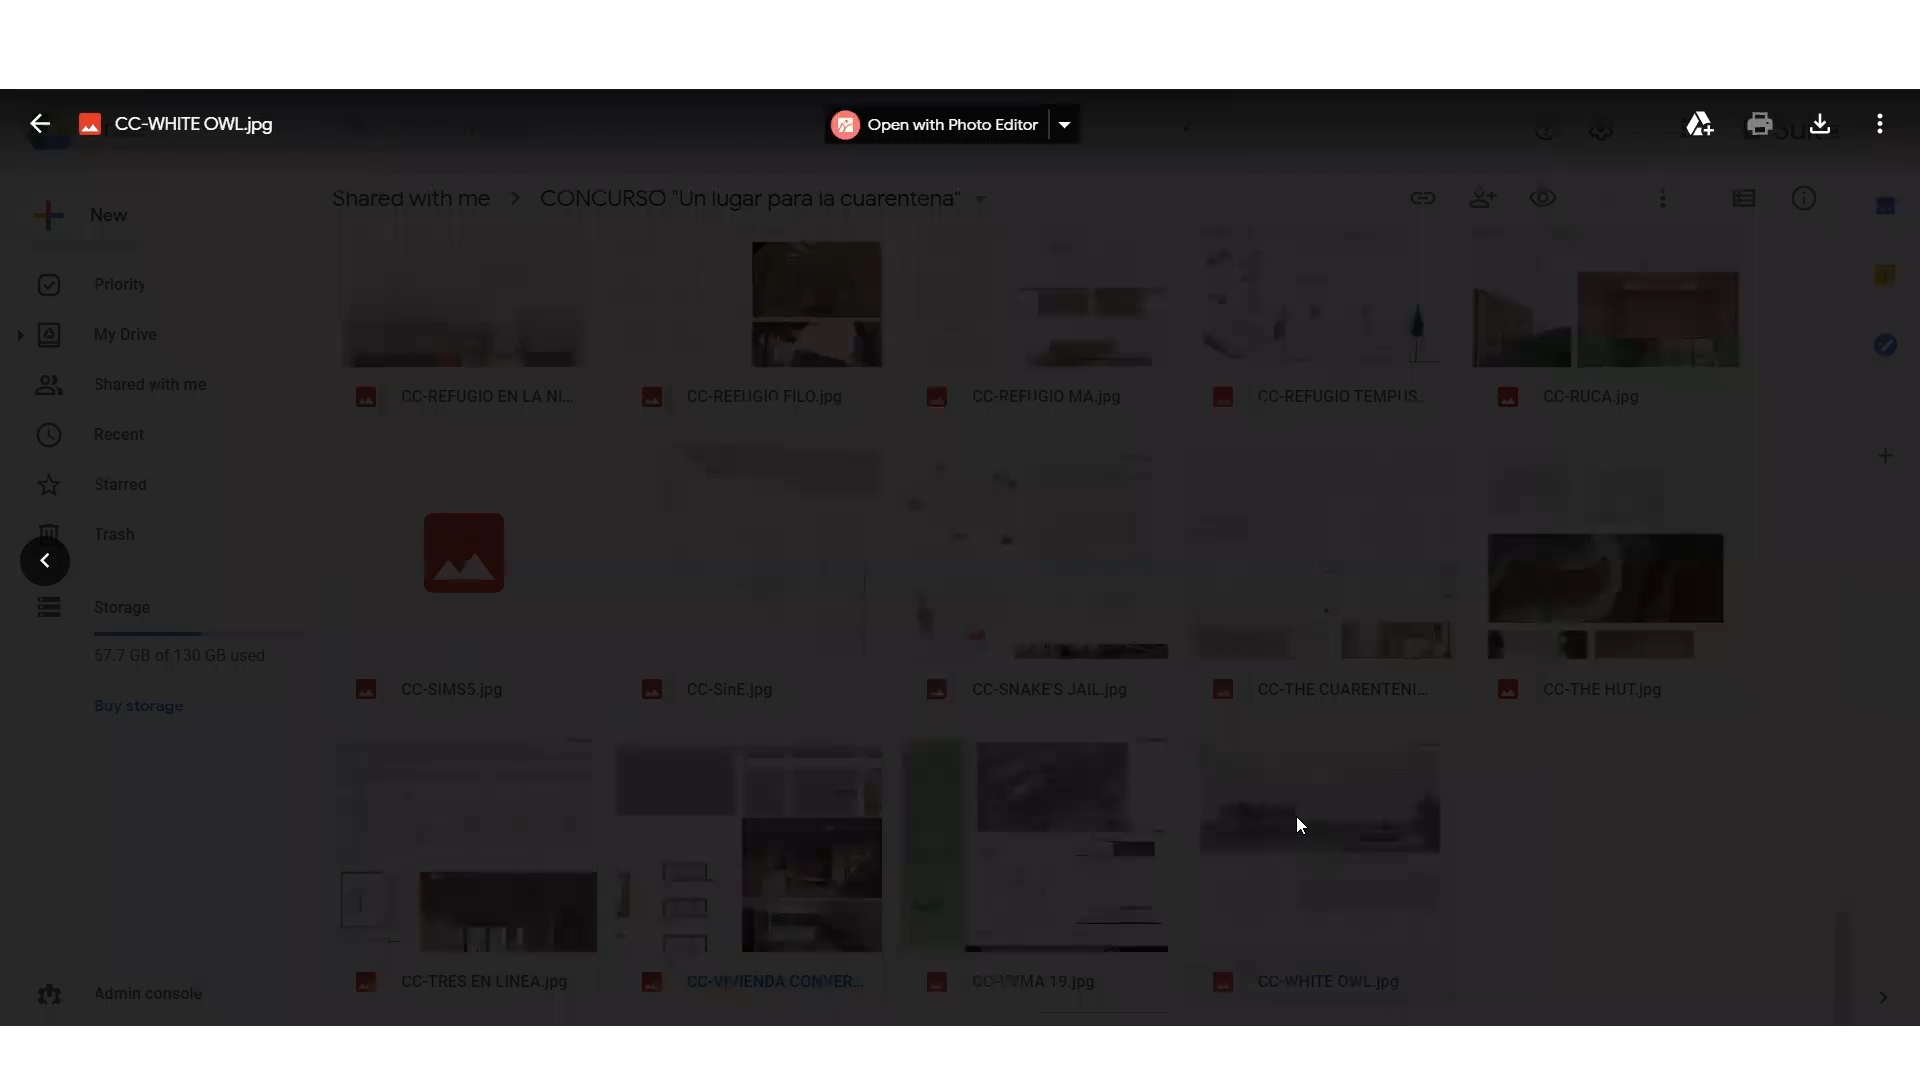 CC-WHITE OWL.jpg
Open with Photo Editor
Shared with me > CONCURSO "Un lugar para la cuarentena"
New
Priority
My Drive
Shared with me
Recent
Starred
Trash
Storage
57.7 GB of 130 GB used
Buy storage
Admin console
CC-REFUGIO EN LA NI...
CC-REFUGIO FILO.jpg
CC-REFUGIO MA.jpg
CC-REFUGIO TEMPUS...
CC-RUCA.jpg
CC-SIMS5.jpg
CC-SinE.jpg
CC-SNAKE'S JAIL.jpg
CC-THE CUARENTENI...
CC-THE HUT.jpg
CC-TRES EN LINEA.jpg
CC-VIVIENDA CONVER...
CC-WHITE OWL.jpg